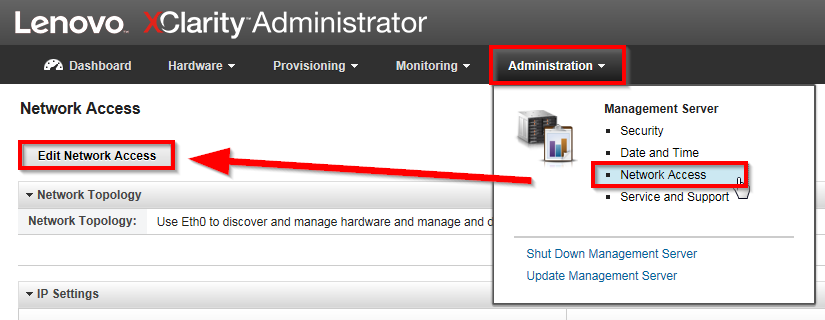 Lenovo XClarity™ Administrator
Dashboard Hardware Provisioning Monitoring Administration
Network Access
Edit Network Access
Network Topology
Network Topology: Use Eth0 to discover and manage hardware and manage and
IP Settings
Management Server
Security
Date and Time
Network Access
Service and Support
Shut Down Management Server
Update Management Server